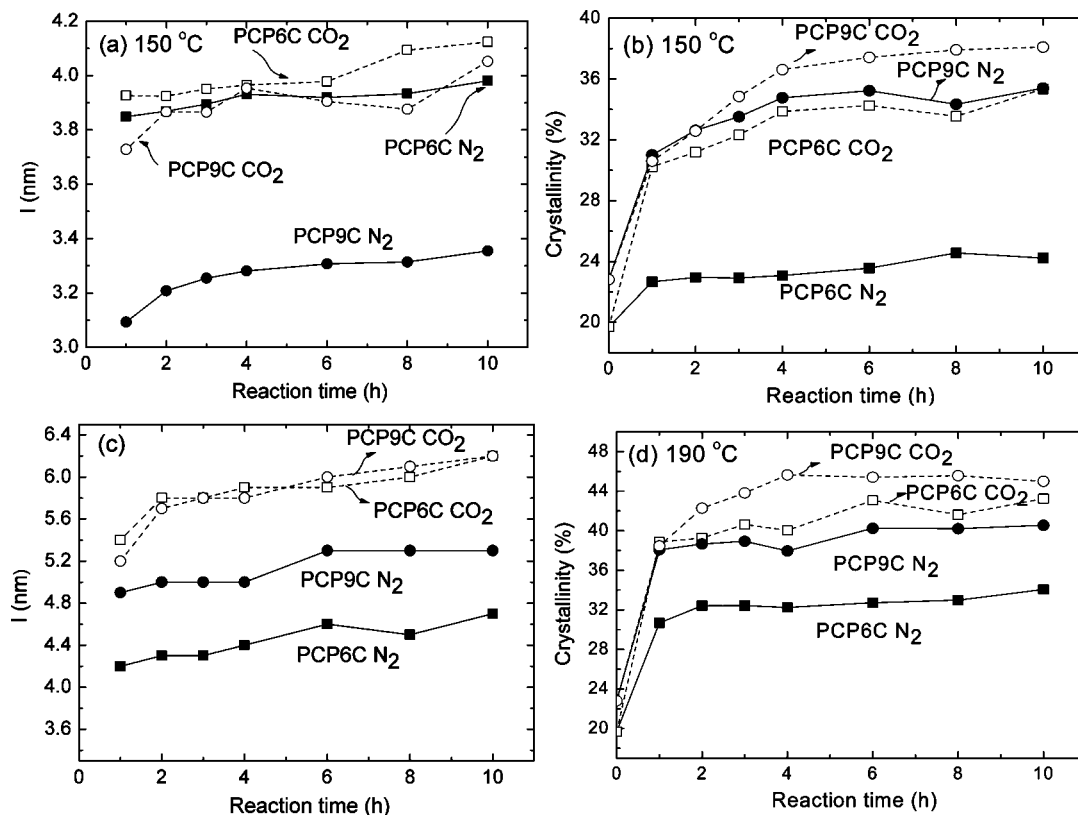 (a) 150 °C
PCP6C CO2
PCP6C N2
PCP9C CO2
PCP9C N2
4.2
4.0
3.8
3.6
3.4
3.2
3.0
I (nm)
0 2 4 6 8 10
Reaction time (h)
(b) 150 °C
PCP9C CO2
PCP9C N2
PCP6C CO2
PCP6C N2
40
36
32
28
24
20
Crystallinity (%)
0 2 4 6 8 10
Reaction time (h)
(c)
PCP9C CO2
PCP6C CO2
PCP9C N2
PCP6C N2
6.4
6.0
5.6
5.2
4.8
4.4
4.0
3.6
I (nm)
0 2 4 6 8 10
Reaction time (h)
(d) 190 °C
PCP9C CO2
PCP6C CO2
PCP9C N2
PCP6C N2
48
44
40
36
32
28
24
20
Crystallinity (%)
0 2 4 6 8 10
Reaction time (h)